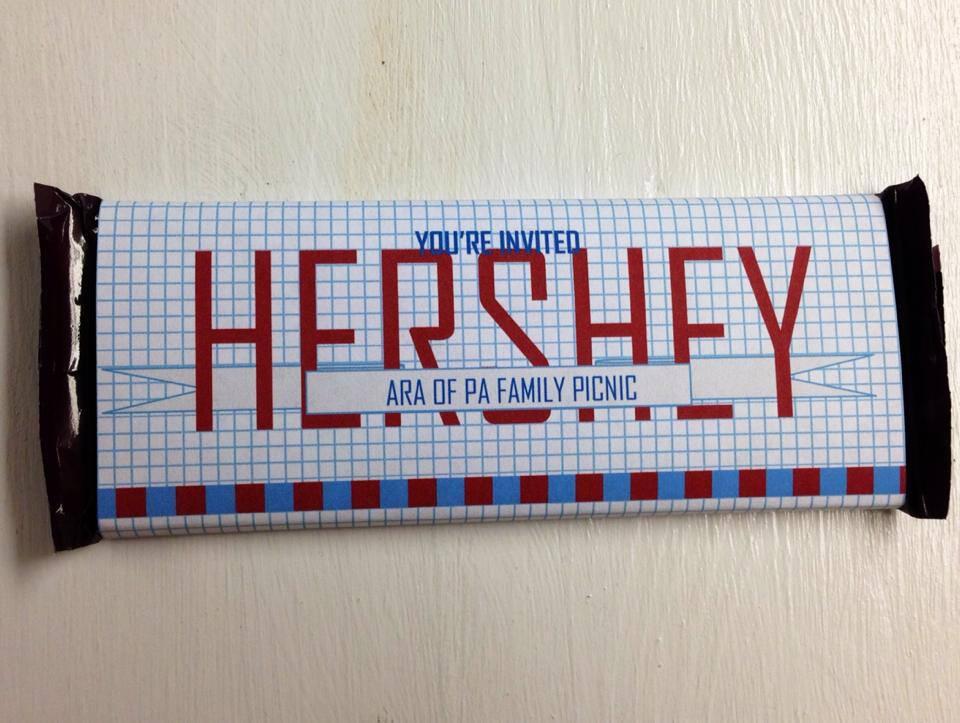 YOU'RE INVITED
HERSHEY
ARA OF PA FAMILY PICNIC